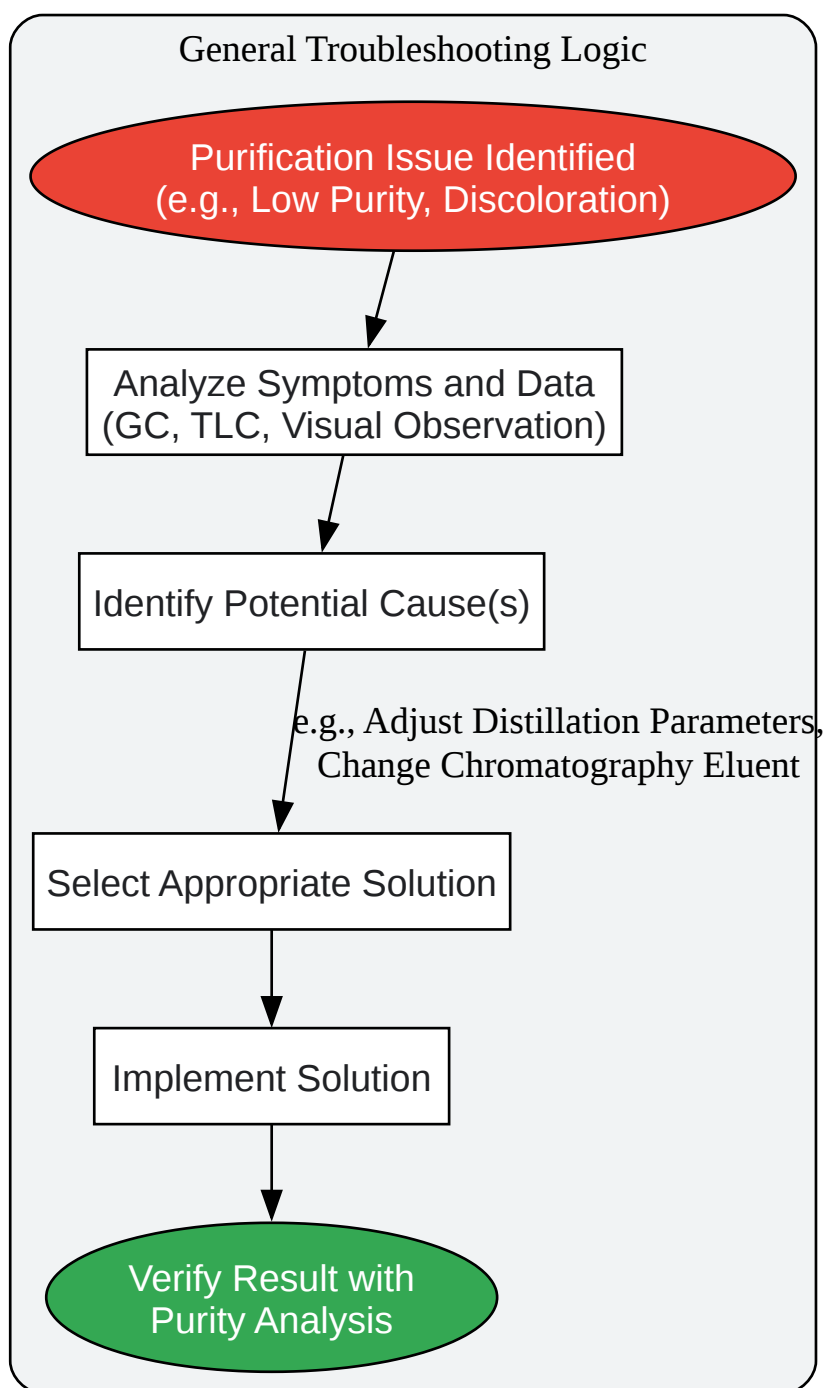 General Troubleshooting Logic
Purification Issue Identified
(e.g., Low Purity, Discoloration)
Analyze Symptoms and Data
(GC, TLC, Visual Observation)
Identify Potential Cause(s)
e.g., Adjust Distillation Parameters,
Change Chromatography Eluent
Select Appropriate Solution
Implement Solution
Verify Result with
Purity Analysis